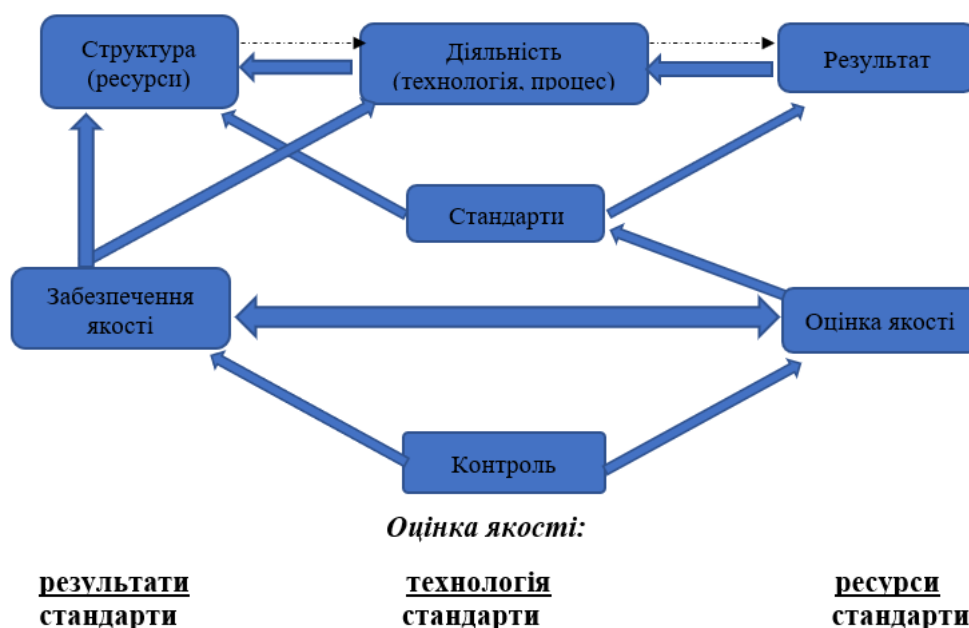 Структура
(ресурси)
Діяльність
(технологія, процес)
Результат
Стандарти
Забезпечення
якості
Оцінка якості
Контроль
Оцінка якості:
результати
стандарти
технологія
стандарти
ресурси
стандарти